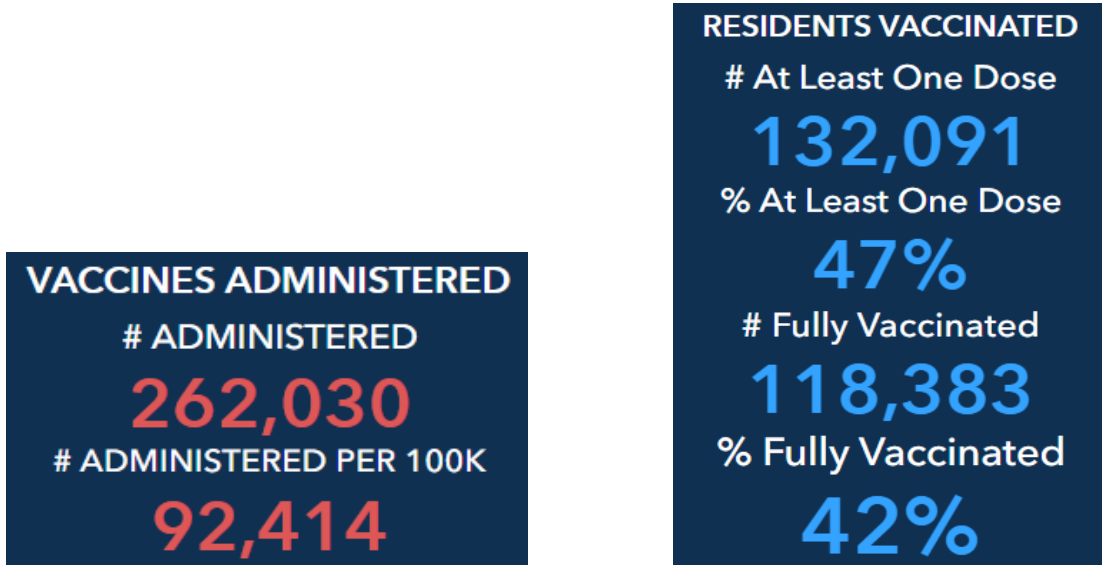 VACCINES ADMINISTERED
# ADMINISTERED
262,030
# ADMINISTERED PER 100K
92,414
RESIDENTS VACCINATED
# At Least One Dose
132,091
% At Least One Dose
47%
# Fully Vaccinated
118,383
% Fully Vaccinated
42%